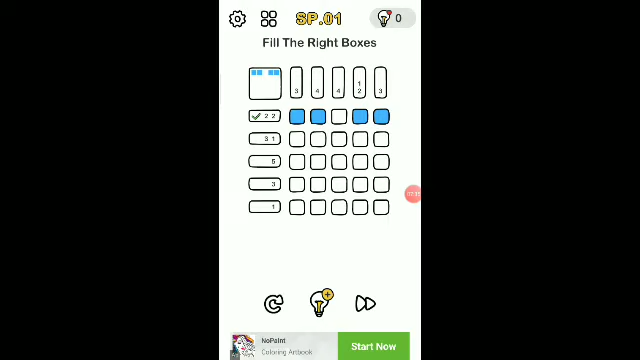 SP.01
0
Fill The Right Boxes
3 4 4 1 2 3
2 2
3 1
5
3
1
NoPaint
Coloring Artbook
Start Now